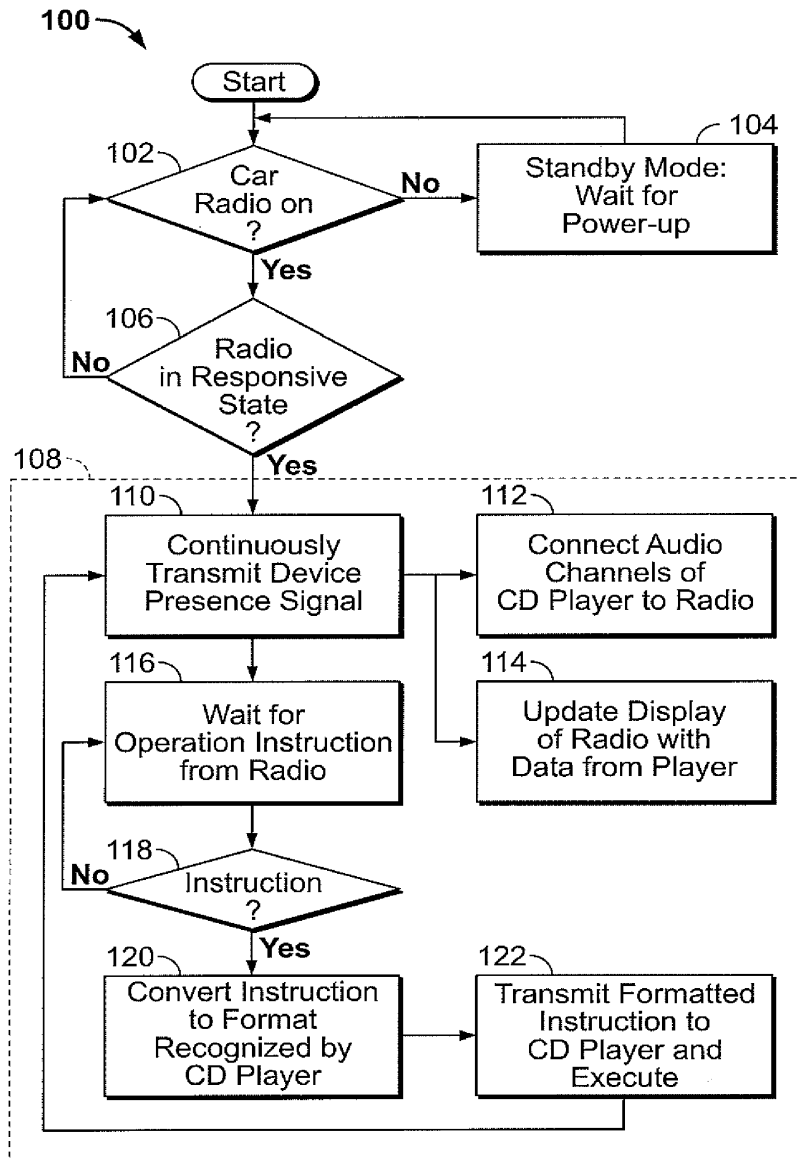 100
Start
102
Car
Radio on
?
No
104
Standby Mode:
Wait for
Power-up
Yes
106
Radio
in Responsive
State
?
No
Yes
108
110
Continuously
Transmit Device
Presence Signal
112
Connect Audio
Channels of
CD Player to Radio
116
Wait for
Operation Instruction
from Radio
114
Update Display
of Radio with
Data from Player
118
Instruction
?
No
Yes
120
Convert Instruction
to Format
Recognized by
CD Player
122
Transmit Formatted
Instruction to
CD Player and
Execute